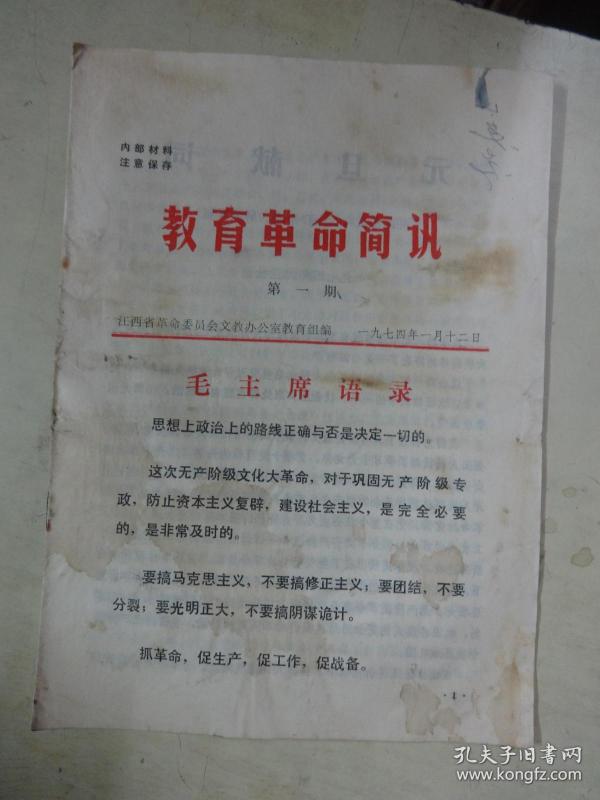 内部材料
注意保存
元旦献词
教育革命简讯
第一期
江西省革命委员会文教办公室教育组编 一九七四年一月十二日
毛主席语录
思想上政治上的路线正确与否是决定一切的。
这次无产阶级文化大革命，对于巩固无产阶级专
政，防止资本主义复辟，建设社会主义，是完全必要
的，是非常及时的。
要搞马克思主义，不要搞修正主义；要团结，不要
分裂；要光明正大，不要搞阴谋诡计。
抓革命，促生产，促工作，促战备。
·1·
孔夫子旧书网
www.kongfz.com